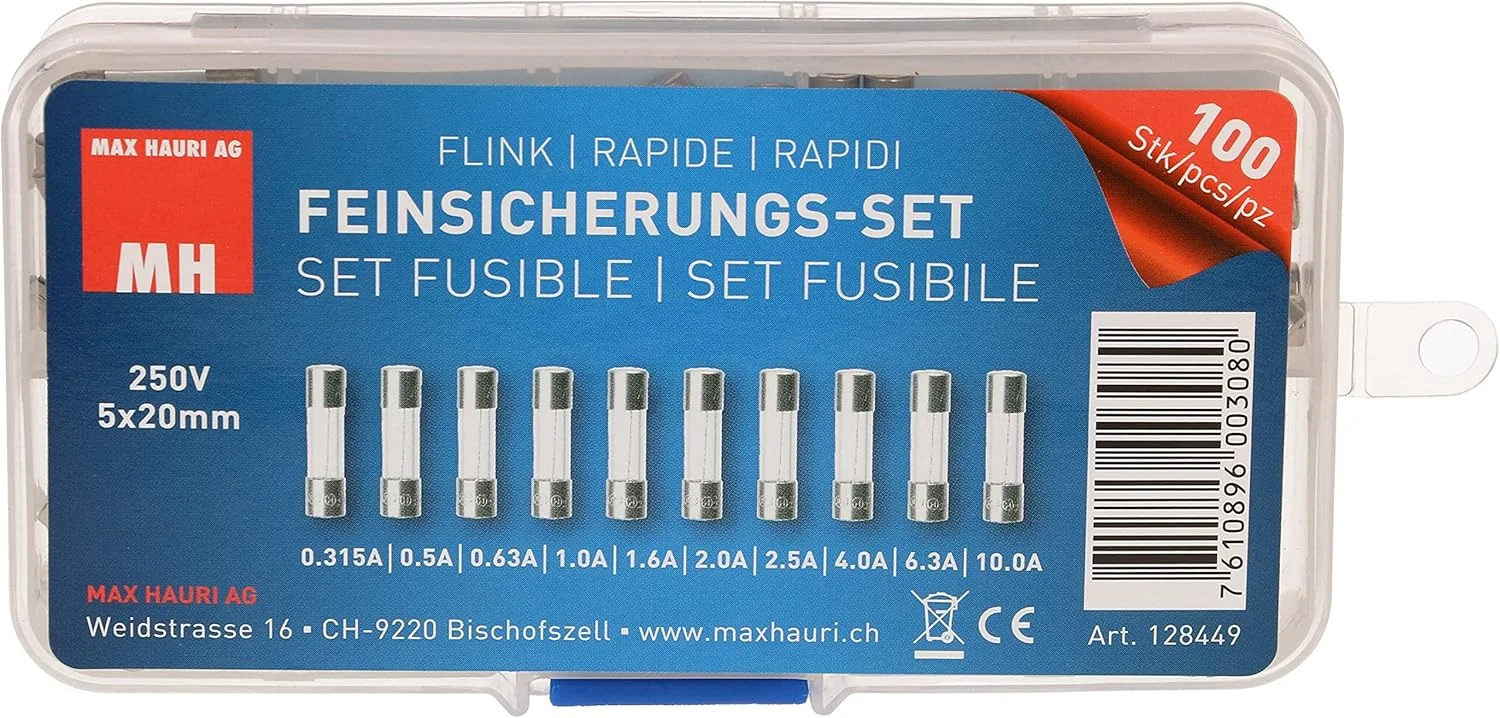 MAX HAURI AG
MH
FLINK | RAPIDE | RAPIDI
FEINSICHERUNGS-SET
SET FUSIBLE | SET FUSIBILE
100
Stk/pcs/pz
250V
5x20mm
0.315A | 0.5A | 0.63A | 1.0A | 1.6A | 2.0A | 2.5A | 4.0A | 6.3A | 10.0A
7 610896 003080
MAX HAURI AG
Weidstrasse 16 ▪ CH-9220 Bischofszell ▪ www.maxhauri.ch
CE
Art. 128449